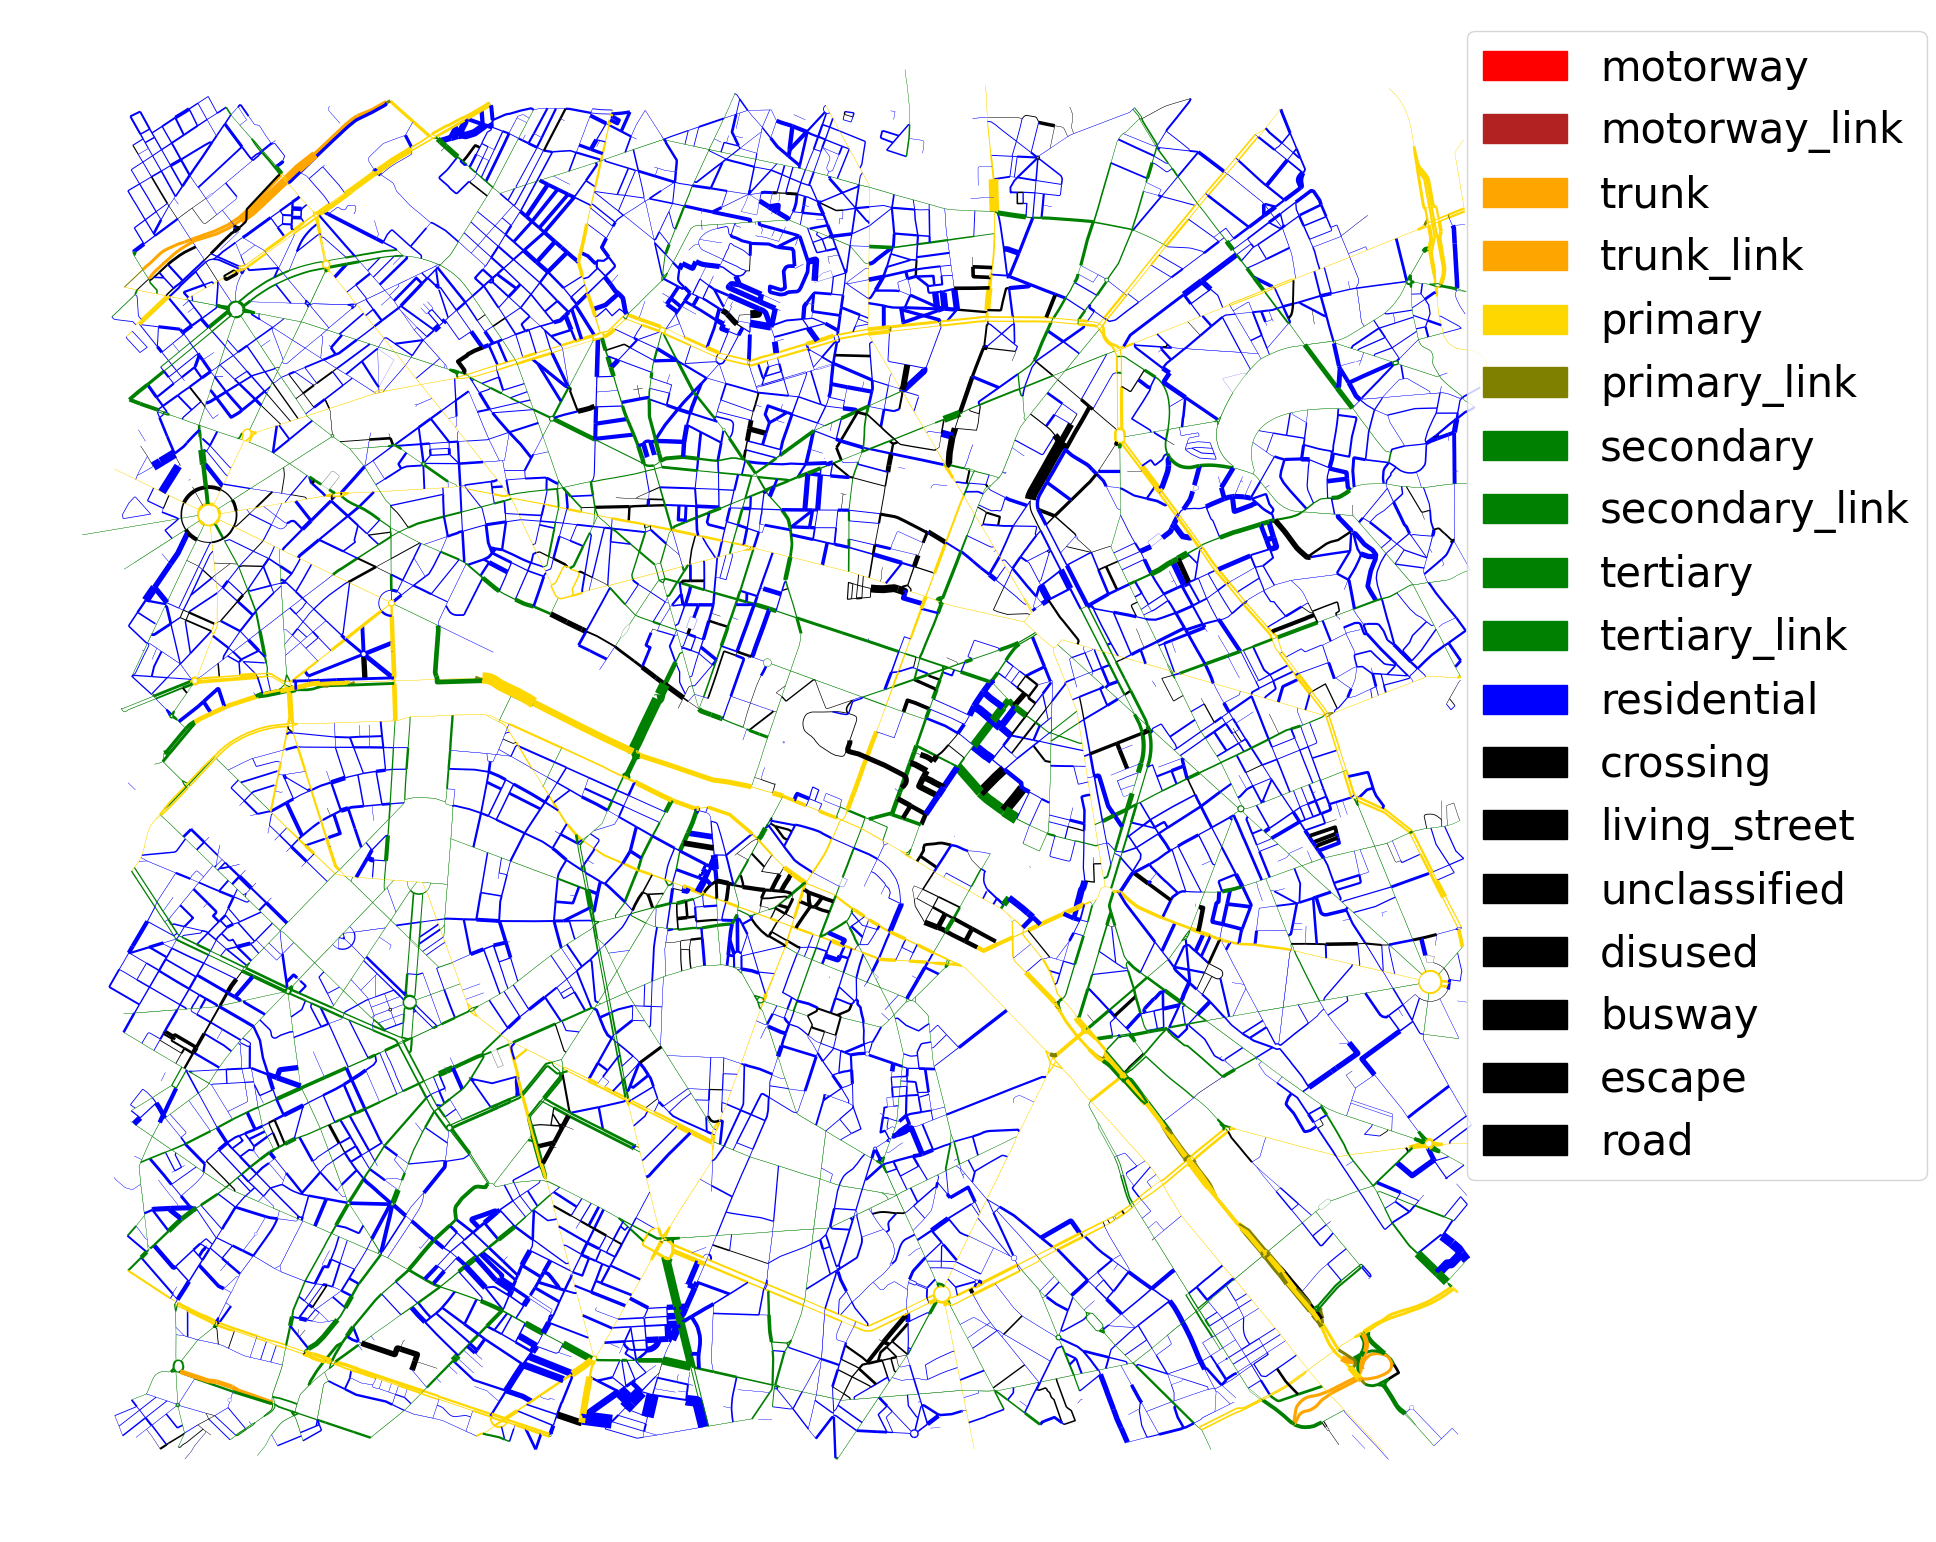 motorway
motorway_link
trunk
trunk_link
primary
primary_link
secondary
secondary_link
tertiary
tertiary_link
residential
crossing
living_street
unclassified
disused
busway
escape
road